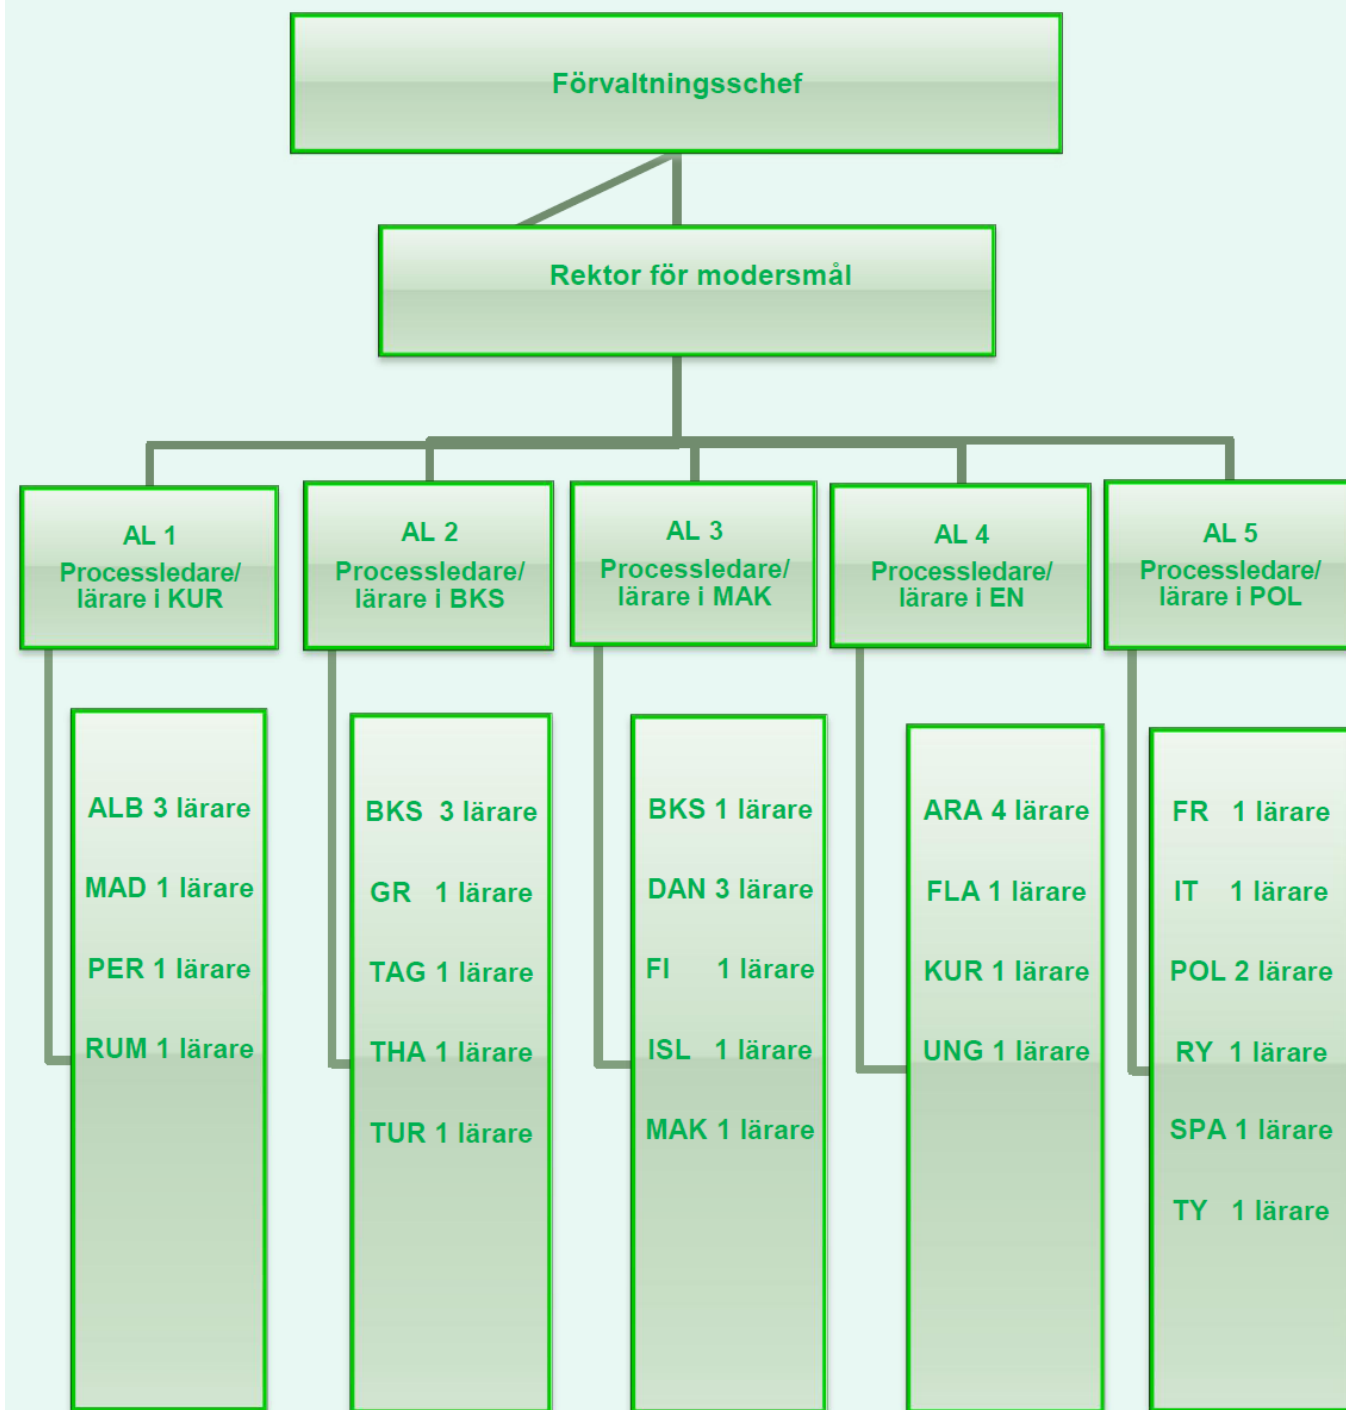 Förvaltningsschef
Rektor för modersmål
AL 1
Processledare/
lärare i KUR
AL 2
Processledare/
lärare i BKS
AL 3
Processledare/
lärare i MAK
AL 4
Processledare/
lärare i EN
AL 5
Processledare/
lärare i POL
ALB 3 lärare
MAD 1 lärare
PER 1 lärare
RUM 1 lärare
BKS 3 lärare
GR 1 lärare
TAG 1 lärare
THA 1 lärare
TUR 1 lärare
BKS 1 lärare
DAN 3 lärare
FI 1 lärare
ISL 1 lärare
MAK 1 lärare
ARA 4 lärare
FLA 1 lärare
KUR 1 lärare
UNG 1 lärare
FR 1 lärare
IT 1 lärare
POL 2 lärare
RY 1 lärare
SPA 1 lärare
TY 1 lärare